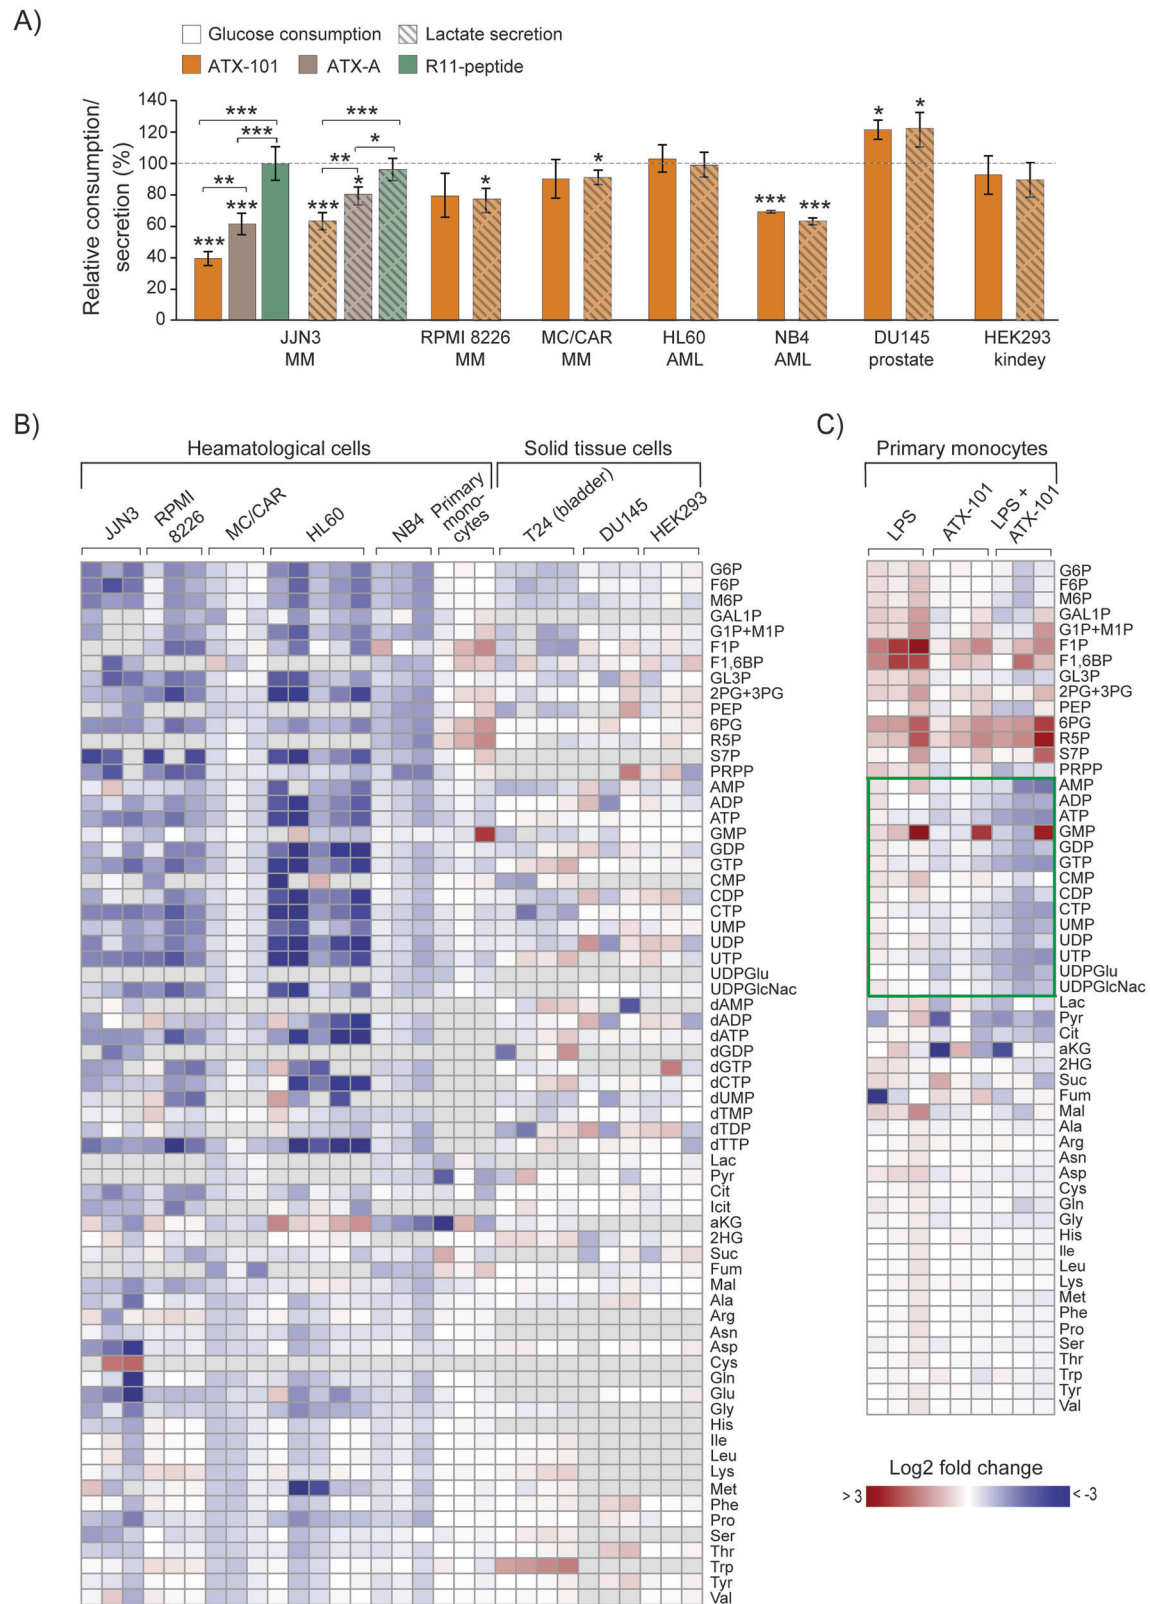 A)
Glucose consumption
Lactate secretion
ATX-101
ATX-A
R11-peptide
Relative consumption/
secretion (%)
140
120
100
80
60
40
20
0
***
***
**
***
***
***
**
*
***
*
*
*
***
***
*
*
JJN3
MM
RPMI 8226
MM
MC/CAR
MM
HL60
AML
NB4
AML
DU145
prostate
HEK293
kindey
B)
Heamatological cells
Solid tissue cells
JJN3
RPMI
8226
MC/CAR
HL60
NB4
Primary
mono-
cytes
T24 (bladder)
DU145
HEK293
G6P
F6P
M6P
GAL1P
G1P+M1P
F1P
F1,6BP
GL3P
2PG+3PG
PEP
6PG
R5P
S7P
PRPP
AMP
ADP
ATP
GMP
GDP
GTP
CMP
CDP
CTP
UMP
UDP
UTP
UDPGlu
UDPGlcNac
dAMP
dADP
dATP
dGDP
dGTP
dCTP
dUMP
dTMP
dTDP
dTTP
Lac
Pyr
Cit
Icit
aKG
2HG
Suc
Fum
Mal
Ala
Arg
Asn
Asp
Cys
Gln
Glu
Gly
His
Ile
Leu
Lys
Met
Phe
Pro
Ser
Thr
Trp
Tyr
Val
C)
Primary monocytes
LPS
ATX-101
LPS +
ATX-101
G6P
F6P
M6P
GAL1P
G1P+M1P
F1P
F1,6BP
GL3P
2PG+3PG
PEP
6PG
R5P
S7P
PRPP
AMP
ADP
ATP
GMP
GDP
GTP
CMP
CDP
CTP
UMP
UDP
UTP
UDPGlu
UDPGlcNac
Lac
Pyr
Cit
aKG
2HG
Suc
Fum
Mal
Ala
Arg
Asn
Asp
Cys
Gln
Gly
His
Ile
Leu
Lys
Met
Phe
Pro
Ser
Thr
Trp
Tyr
Val
Log2 fold change
> 3
< -3